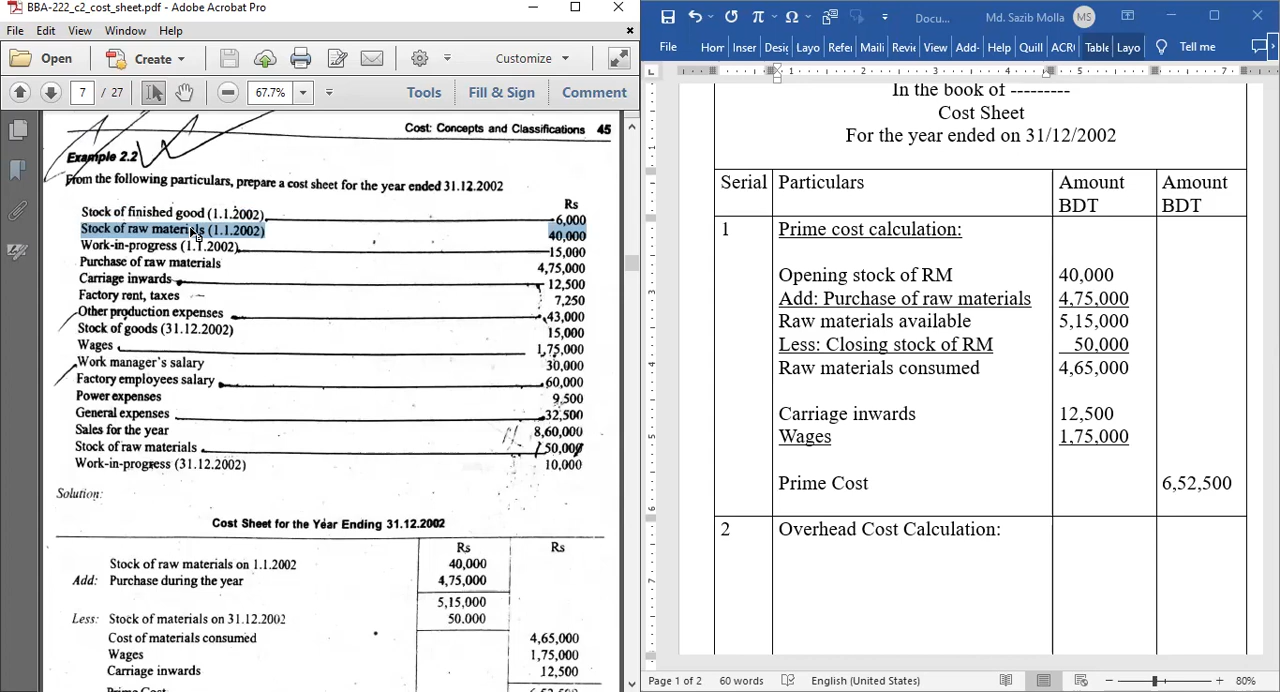 BBA-222_c2_cost_sheet.pdf - Adobe Acrobat Pro
File Edit View Window Help
Open Create Customize
7 / 27 67.7% Tools Fill & Sign Comment
Cost: Concepts and Classifications 45
Example 2.2
From the following particulars, prepare a cost sheet for the year ended 31.12.2002
Rs
Stock of finished good (1.1.2002) 6,000
Stock of raw materials (1.1.2002) 40,000
Work-in-progress (1.1.2002) 15,000
Purchase of raw materials 4,75,000
Carriage inwards 12,500
Factory rent, taxes 7,250
Other production expenses 43,000
Stock of goods (31.12.2002) 15,000
Wages 1,75,000
Work manager's salary 30,000
Factory employees salary 60,000
Power expenses 9,500
General expenses 32,500
Sales for the year 8,60,000
Stock of raw materials 50,000
Work-in-progress (31.12.2002) 10,000
Solution:
Cost Sheet for the Year Ending 31.12.2002
Rs Rs
Stock of raw materials on 1.1.2002 40,000
Add: Purchase during the year 4,75,000
5,15,000
Less: Stock of materials on 31.12.2002 50.000
Cost of materials consumed 4,65,000
Wages 1,75,000
Carriage inwards 12,500
Docu... Md. Sazib Molla MS
File Horr Inser Desig Layo Refer Maili Revie View Add- Help Quill ACR Table Layo Tell me
1 2 3 4 5 6 7
In the book of ---------
Cost Sheet
For the year ended on 31/12/2002
Serial Particulars Amount BDT Amount BDT
1 Prime cost calculation:
Opening stock of RM 40,000
Add: Purchase of raw materials 4,75,000
Raw materials available 5,15,000
Less: Closing stock of RM 50,000
Raw materials consumed 4,65,000
Carriage inwards 12,500
Wages 1,75,000
Prime Cost 6,52,500
2 Overhead Cost Calculation:
Page 1 of 2 60 words English (United States) 80%